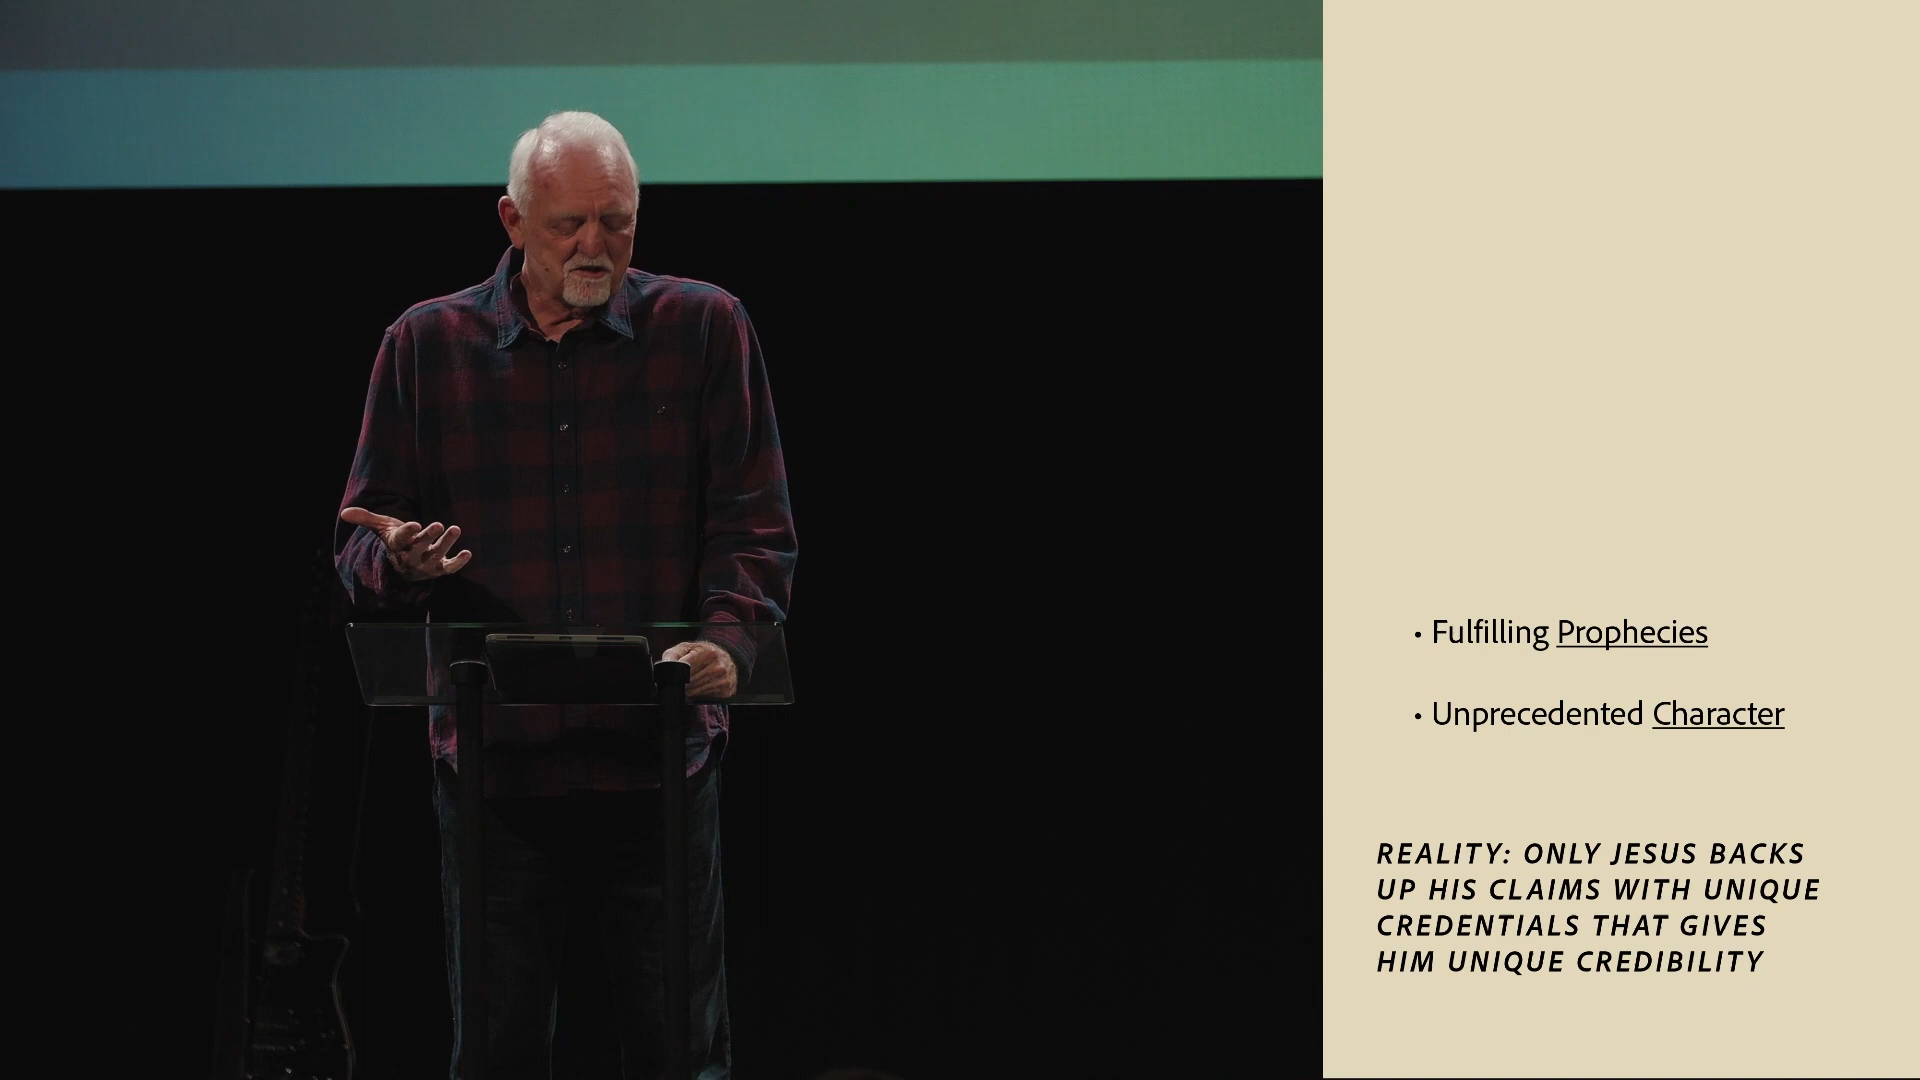 • Fulfilling Prophecies
• Unprecedented Character
REALITY: ONLY JESUS BACKS
UP HIS CLAIMS WITH UNIQUE
CREDENTIALS THAT GIVES
HIM UNIQUE CREDIBILITY